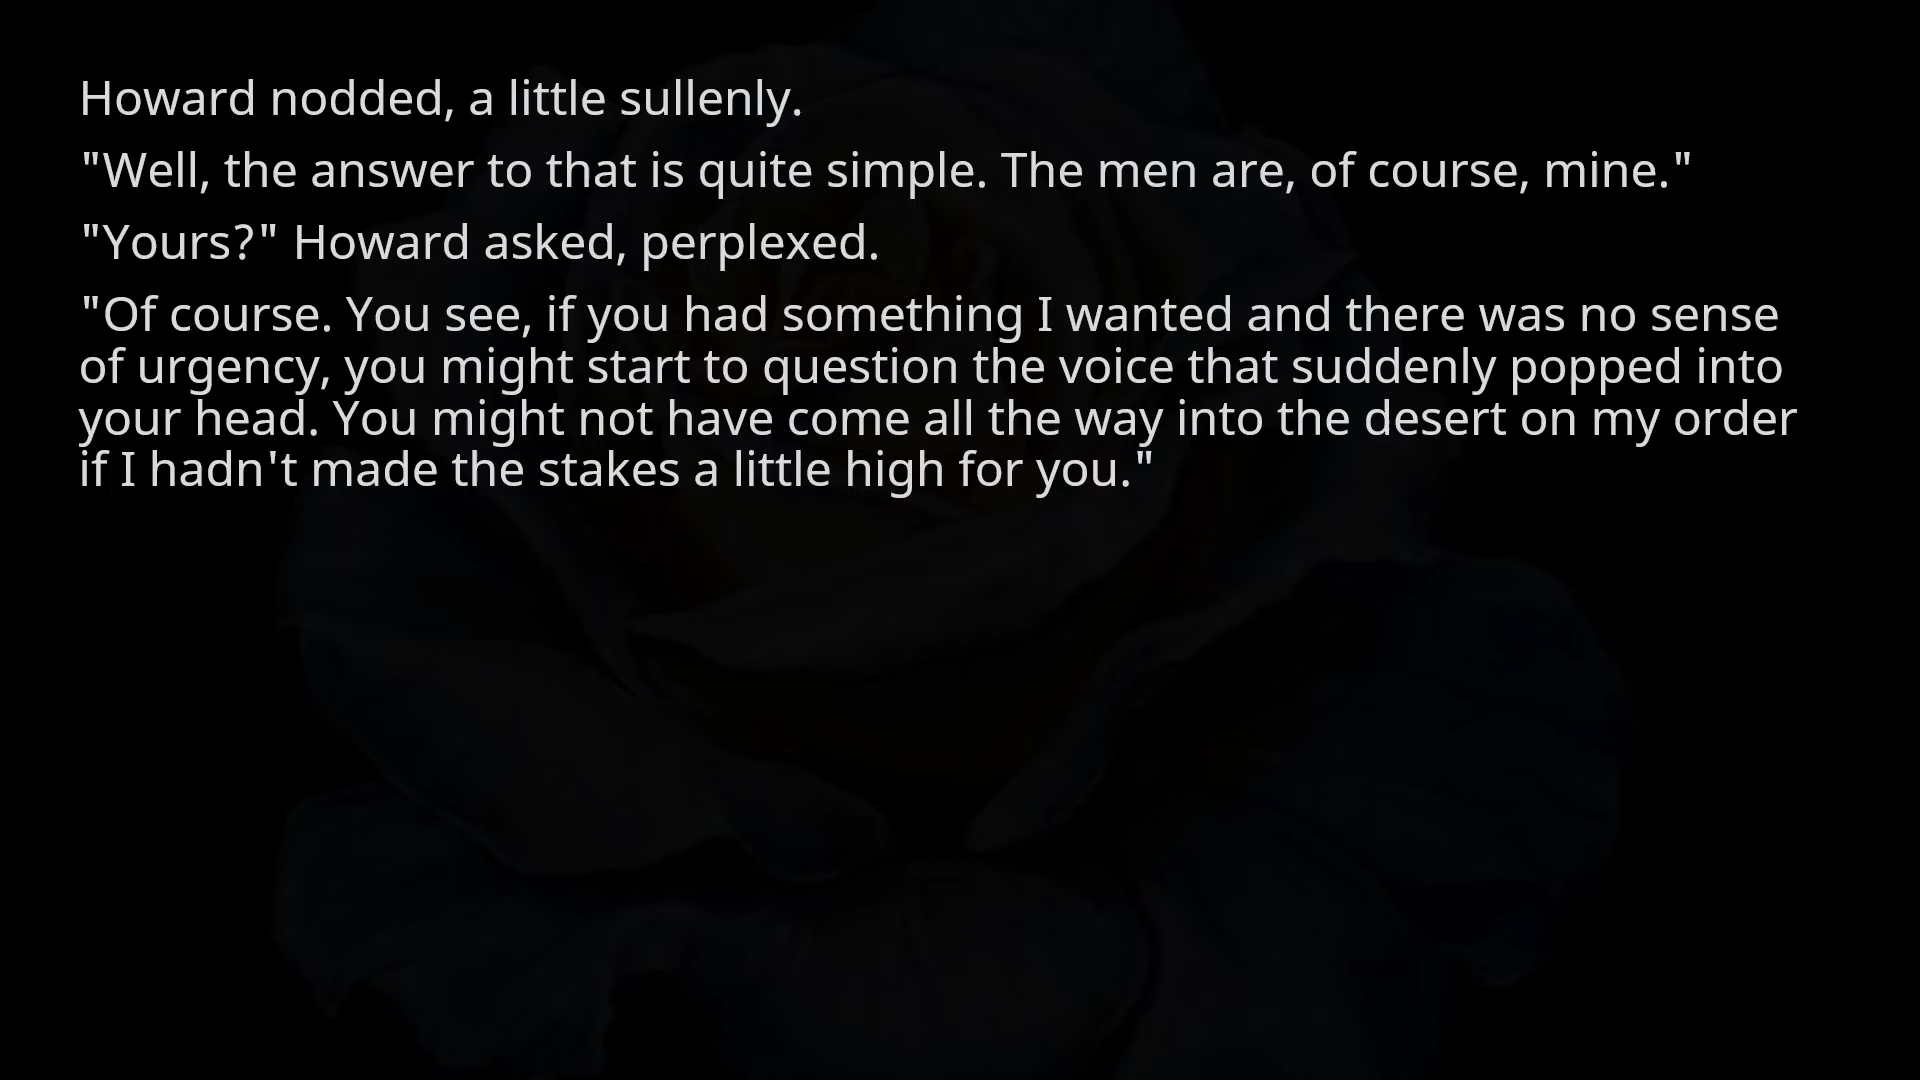 Howard nodded, a little sullenly.
"Well, the answer to that is quite simple. The men are, of course, mine."
"Yours?" Howard asked, perplexed.
"Of course. You see, if you had something I wanted and there was no sense
of urgency, you might start to question the voice that suddenly popped into
your head. You might not have come all the way into the desert on my order
if I hadn't made the stakes a little high for you."